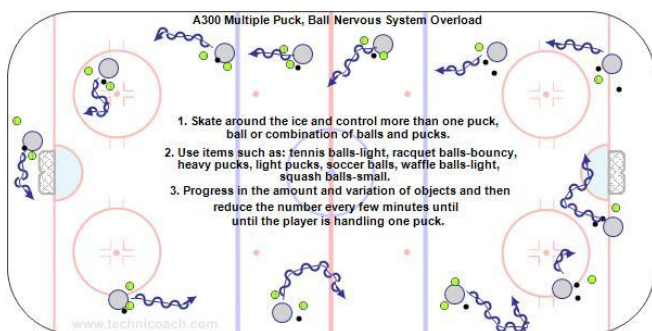 A300 Multiple Puck, Ball Nervous System Overload
1. Skate around the ice and control more than one puck,
ball or combination of balls and pucks.
2. Use items such as: tennis balls-light, racquet balls-bouncy,
heavy pucks, light pucks, soccer balls, waffle balls-light,
squash balls-small.
3. Progress in the amount and variation of objects and then
reduce the number every few minutes until
until the player is handling one puck.
www.technicoach.com